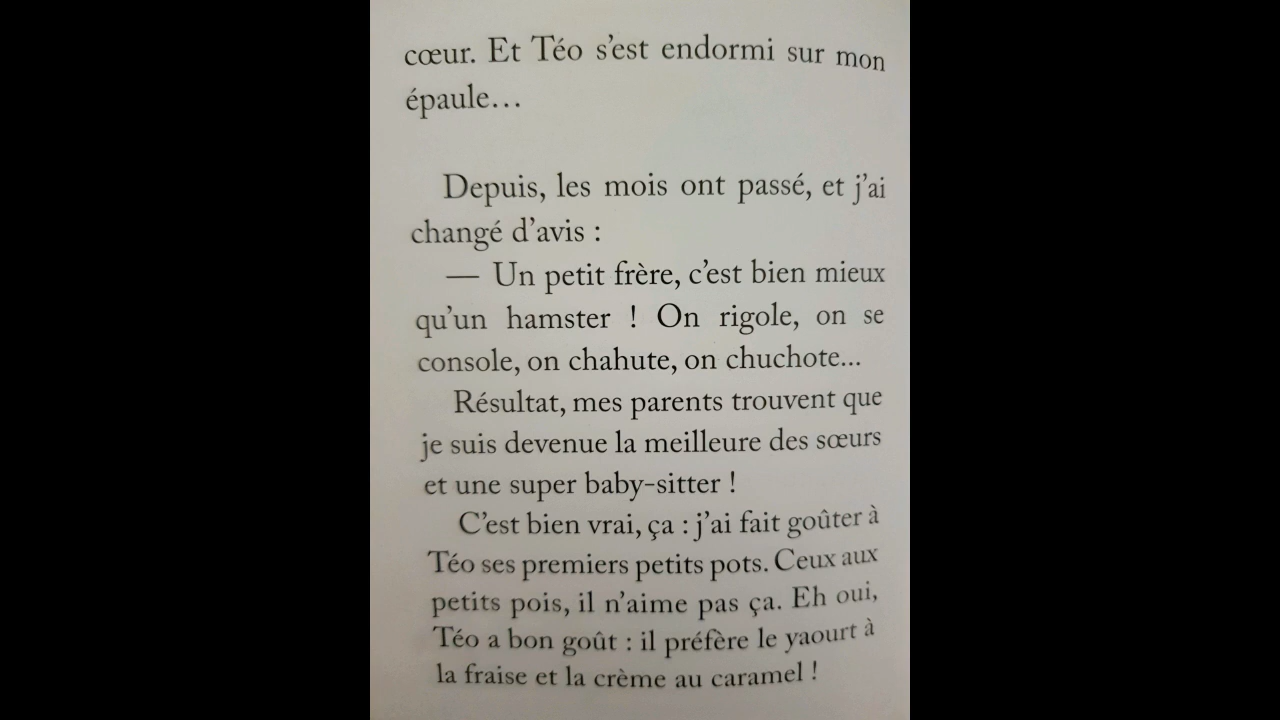 cœur. Et Téo s'est endormi sur mon
épaule…
Depuis, les mois ont passé, et j'ai
changé d'avis :
— Un petit frère, c'est bien mieux
qu'un hamster ! On rigole, on se
console, on chahute, on chuchote...
Résultat, mes parents trouvent que
je suis devenue la meilleure des sœurs
et une super baby-sitter !
C'est bien vrai, ça : j'ai fait goûter à
Téo ses premiers petits pots. Ceux aux
petits pois, il n'aime pas ça. Eh oui,
Téo a bon goût : il préfère le yaourt à
la fraise et la crème au caramel !